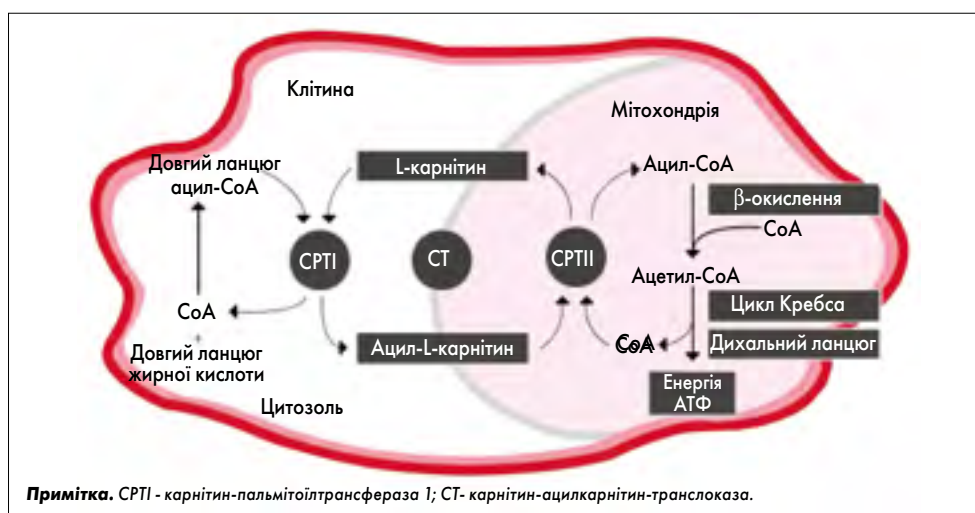 Клітина
Мітохондрія
Довгий ланцюг
ацил-CoA
L-карнітин
Ацил-CoA
β-окислення
CoA
CPTI
CT
CPTII
Ацетил-CoA
CoA
Цикл Кребса
+
Довгий ланцюг
жирної кислоти
Ацил-L-карнітин
CoA
Дихальний ланцюг
Цитозоль
Енергія
АТФ
Примітка. CPTI - карнітин-пальмітоїлтрансфераза 1; CT- карнітин-ацилкарнітин-транслоказа.